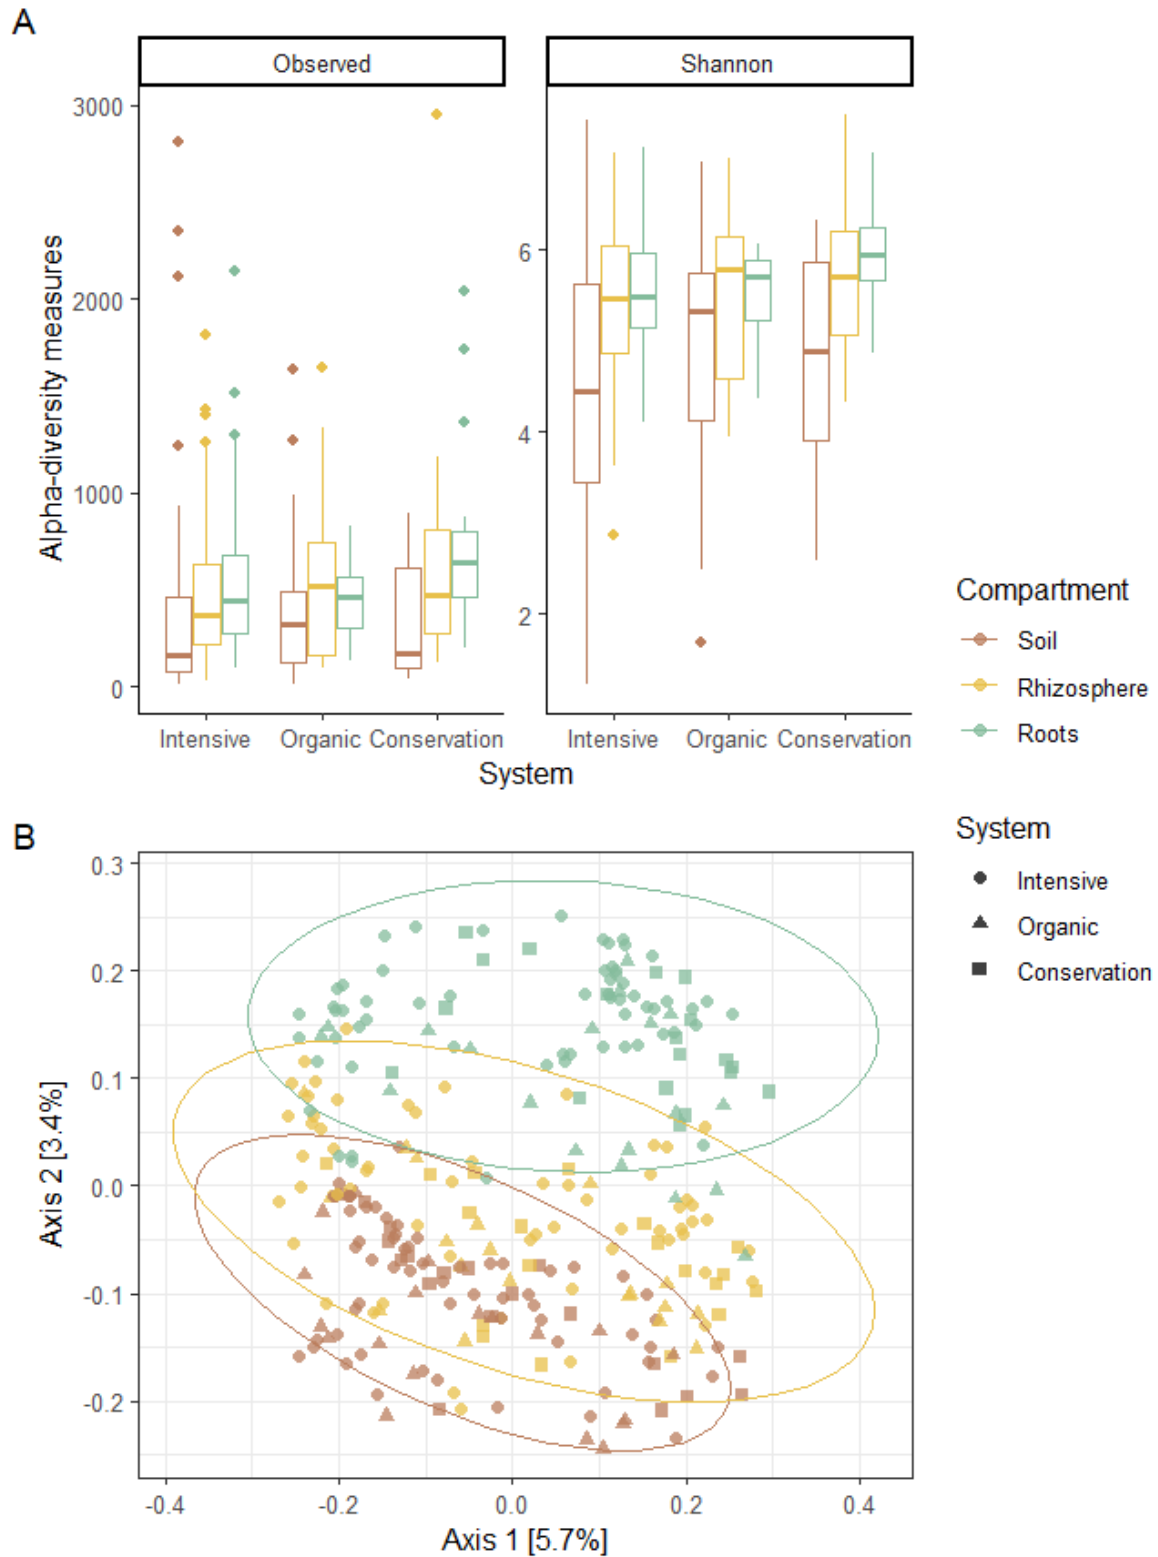 A
Observed
Shannon
3000
2000
1000
0
6
4
2
Alpha-diversity measures
Intensive Organic Conservation
Intensive Organic Conservation
System
Compartment
Soil
Rhizosphere
Roots
System
Intensive
Organic
Conservation
B
0.3
0.2
0.1
0.0
-0.1
-0.2
Axis 2 [3.4%]
-0.4 -0.2 0.0 0.2 0.4
Axis 1 [5.7%]